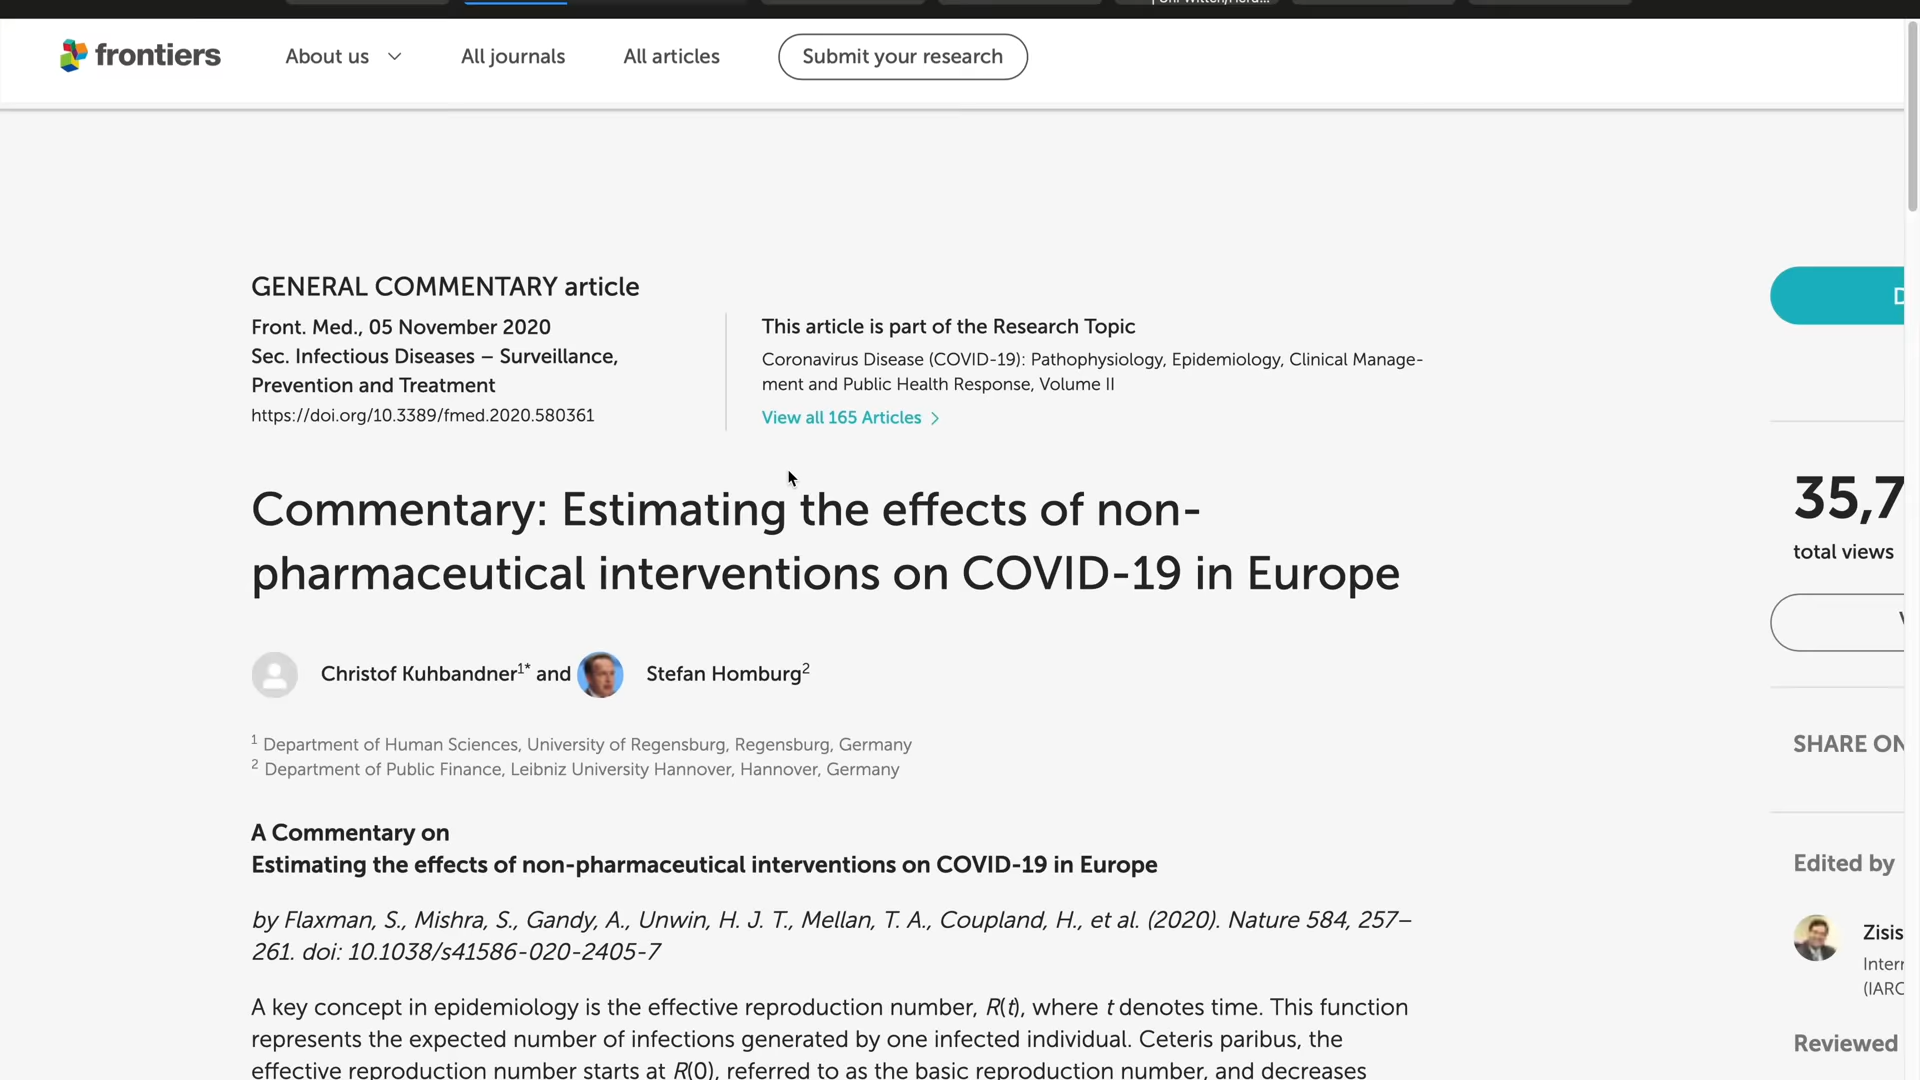 frontiers
About us
All journals
All articles
Submit your research
GENERAL COMMENTARY article
Front. Med., 05 November 2020
Sec. Infectious Diseases – Surveillance,
Prevention and Treatment
https://doi.org/10.3389/fmed.2020.580361
This article is part of the Research Topic
Coronavirus Disease (COVID-19): Pathophysiology, Epidemiology, Clinical Manage-
ment and Public Health Response, Volume II
View all 165 Articles
Commentary: Estimating the effects of non-
pharmaceutical interventions on COVID-19 in Europe
Christof Kuhbandner1* and Stefan Homburg2
1 Department of Human Sciences, University of Regensburg, Regensburg, Germany
2 Department of Public Finance, Leibniz University Hannover, Hannover, Germany
A Commentary on
Estimating the effects of non-pharmaceutical interventions on COVID-19 in Europe
by Flaxman, S., Mishra, S., Gandy, A., Unwin, H. J. T., Mellan, T. A., Coupland, H., et al. (2020). Nature 584, 257–
261. doi: 10.1038/s41586-020-2405-7
A key concept in epidemiology is the effective reproduction number, R(t), where t denotes time. This function
represents the expected number of infections generated by one infected individual. Ceteris paribus, the
effective reproduction number starts at R(0), referred to as the basic reproduction number, and decreases
35,7
total views
SHARE ON
Edited by
Zisis
Intern
(IARC
Reviewed